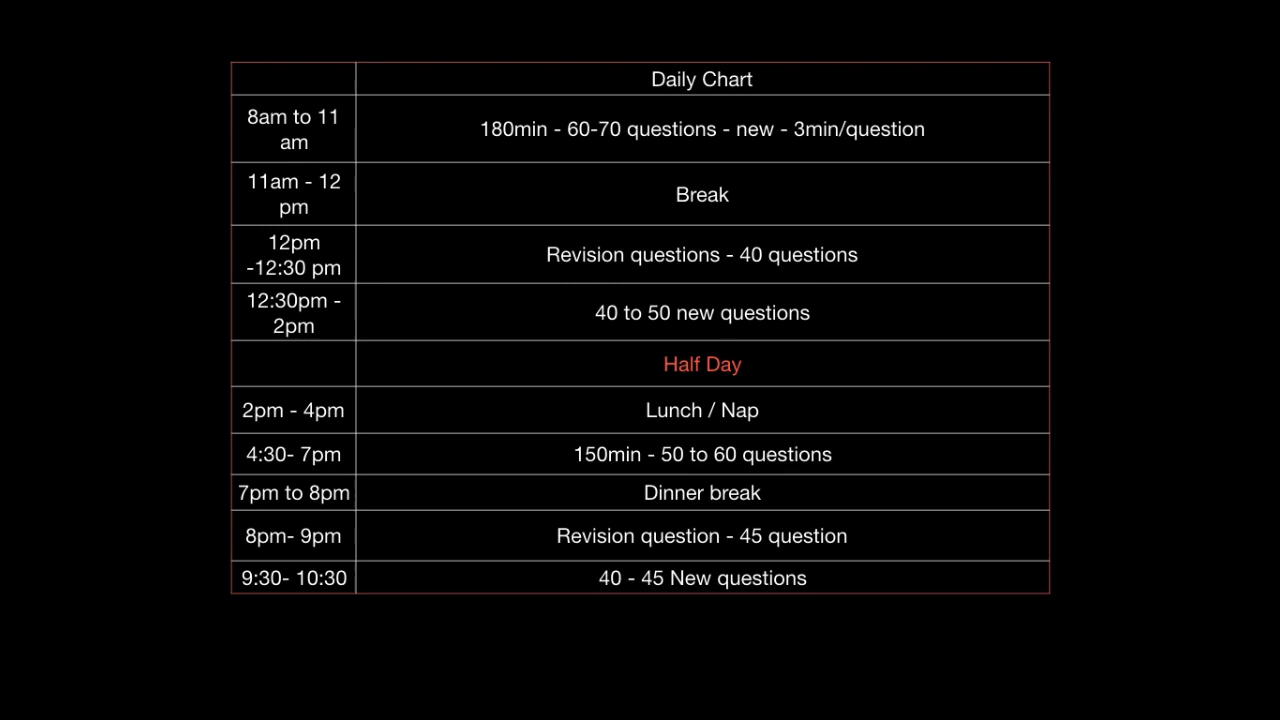 Daily Chart
8am to 11
am
180min - 60-70 questions - new - 3min/question
11am - 12
pm
Break
12pm
-12:30 pm
Revision questions - 40 questions
12:30pm -
2pm
40 to 50 new questions
Half Day
2pm - 4pm
Lunch / Nap
4:30- 7pm
150min - 50 to 60 questions
7pm to 8pm
Dinner break
8pm- 9pm
Revision question - 45 question
9:30- 10:30
40 - 45 New questions